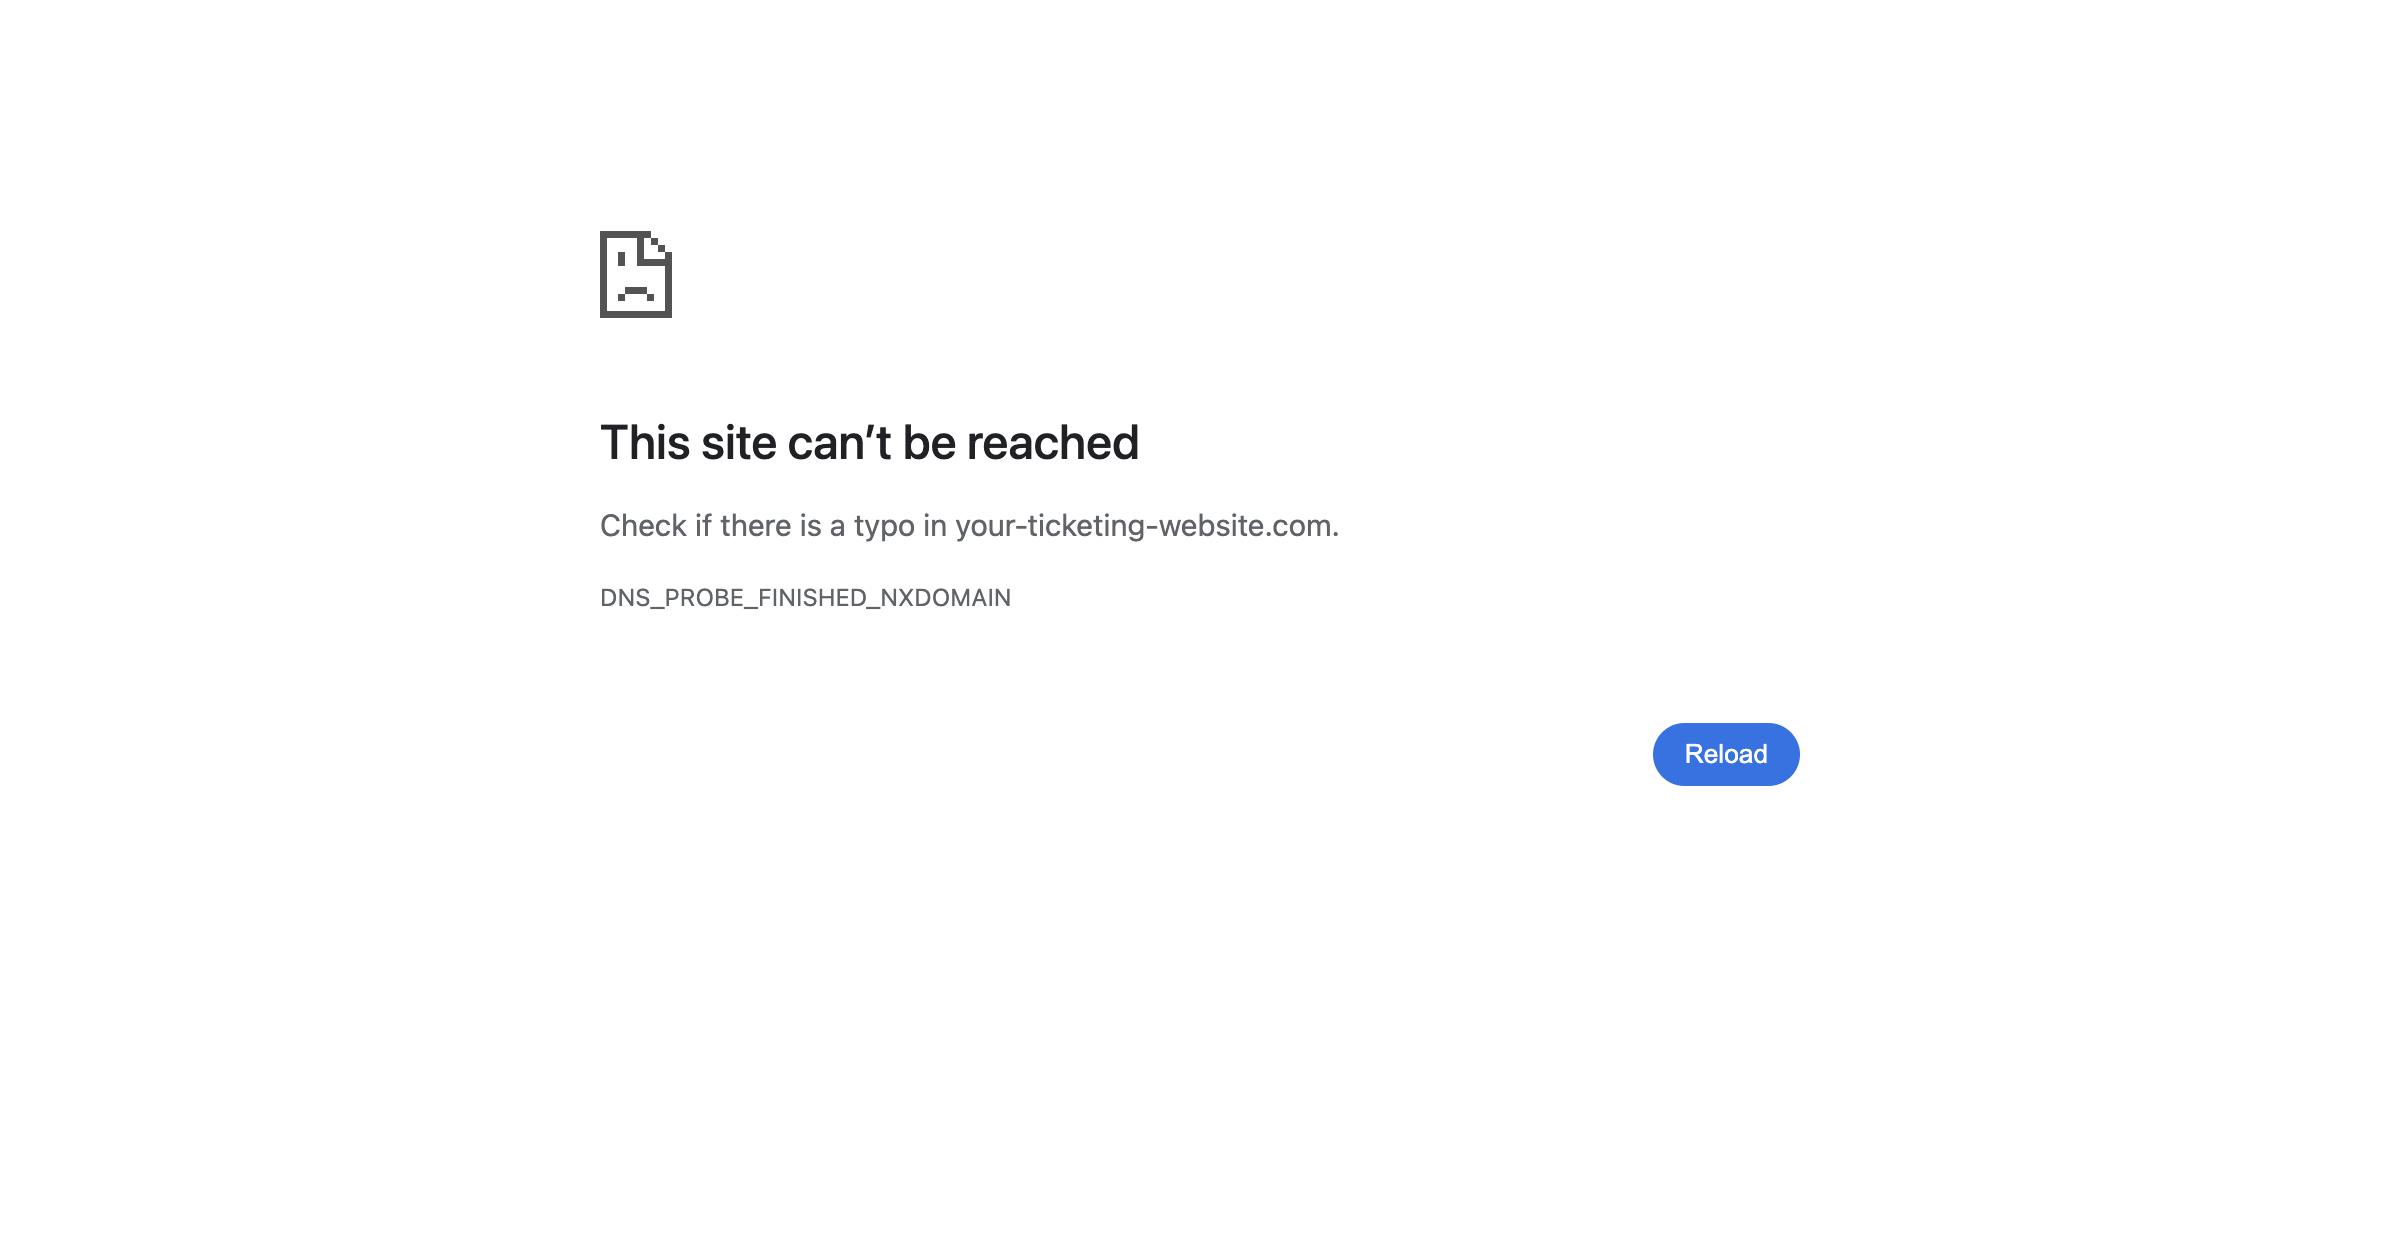 This site can’t be reached
Check if there is a typo in your-ticketing-website.com.
DNS_PROBE_FINISHED_NXDOMAIN
Reload